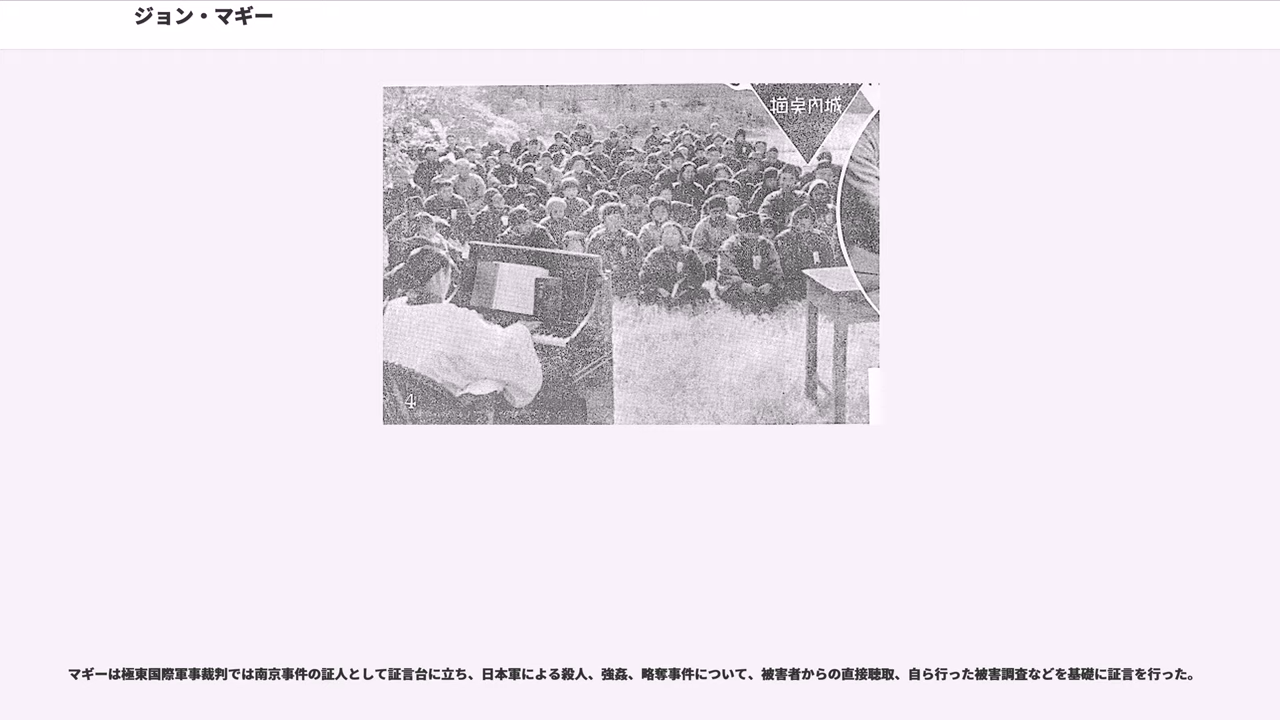 ジョン・マギー
4
マギーは極東国際軍事裁判では南京事件の証人として証言台に立ち、日本軍による殺人、強姦、略奪事件について、被害者からの直接聴取、自ら行った被害調査などを基礎に証言を行った。